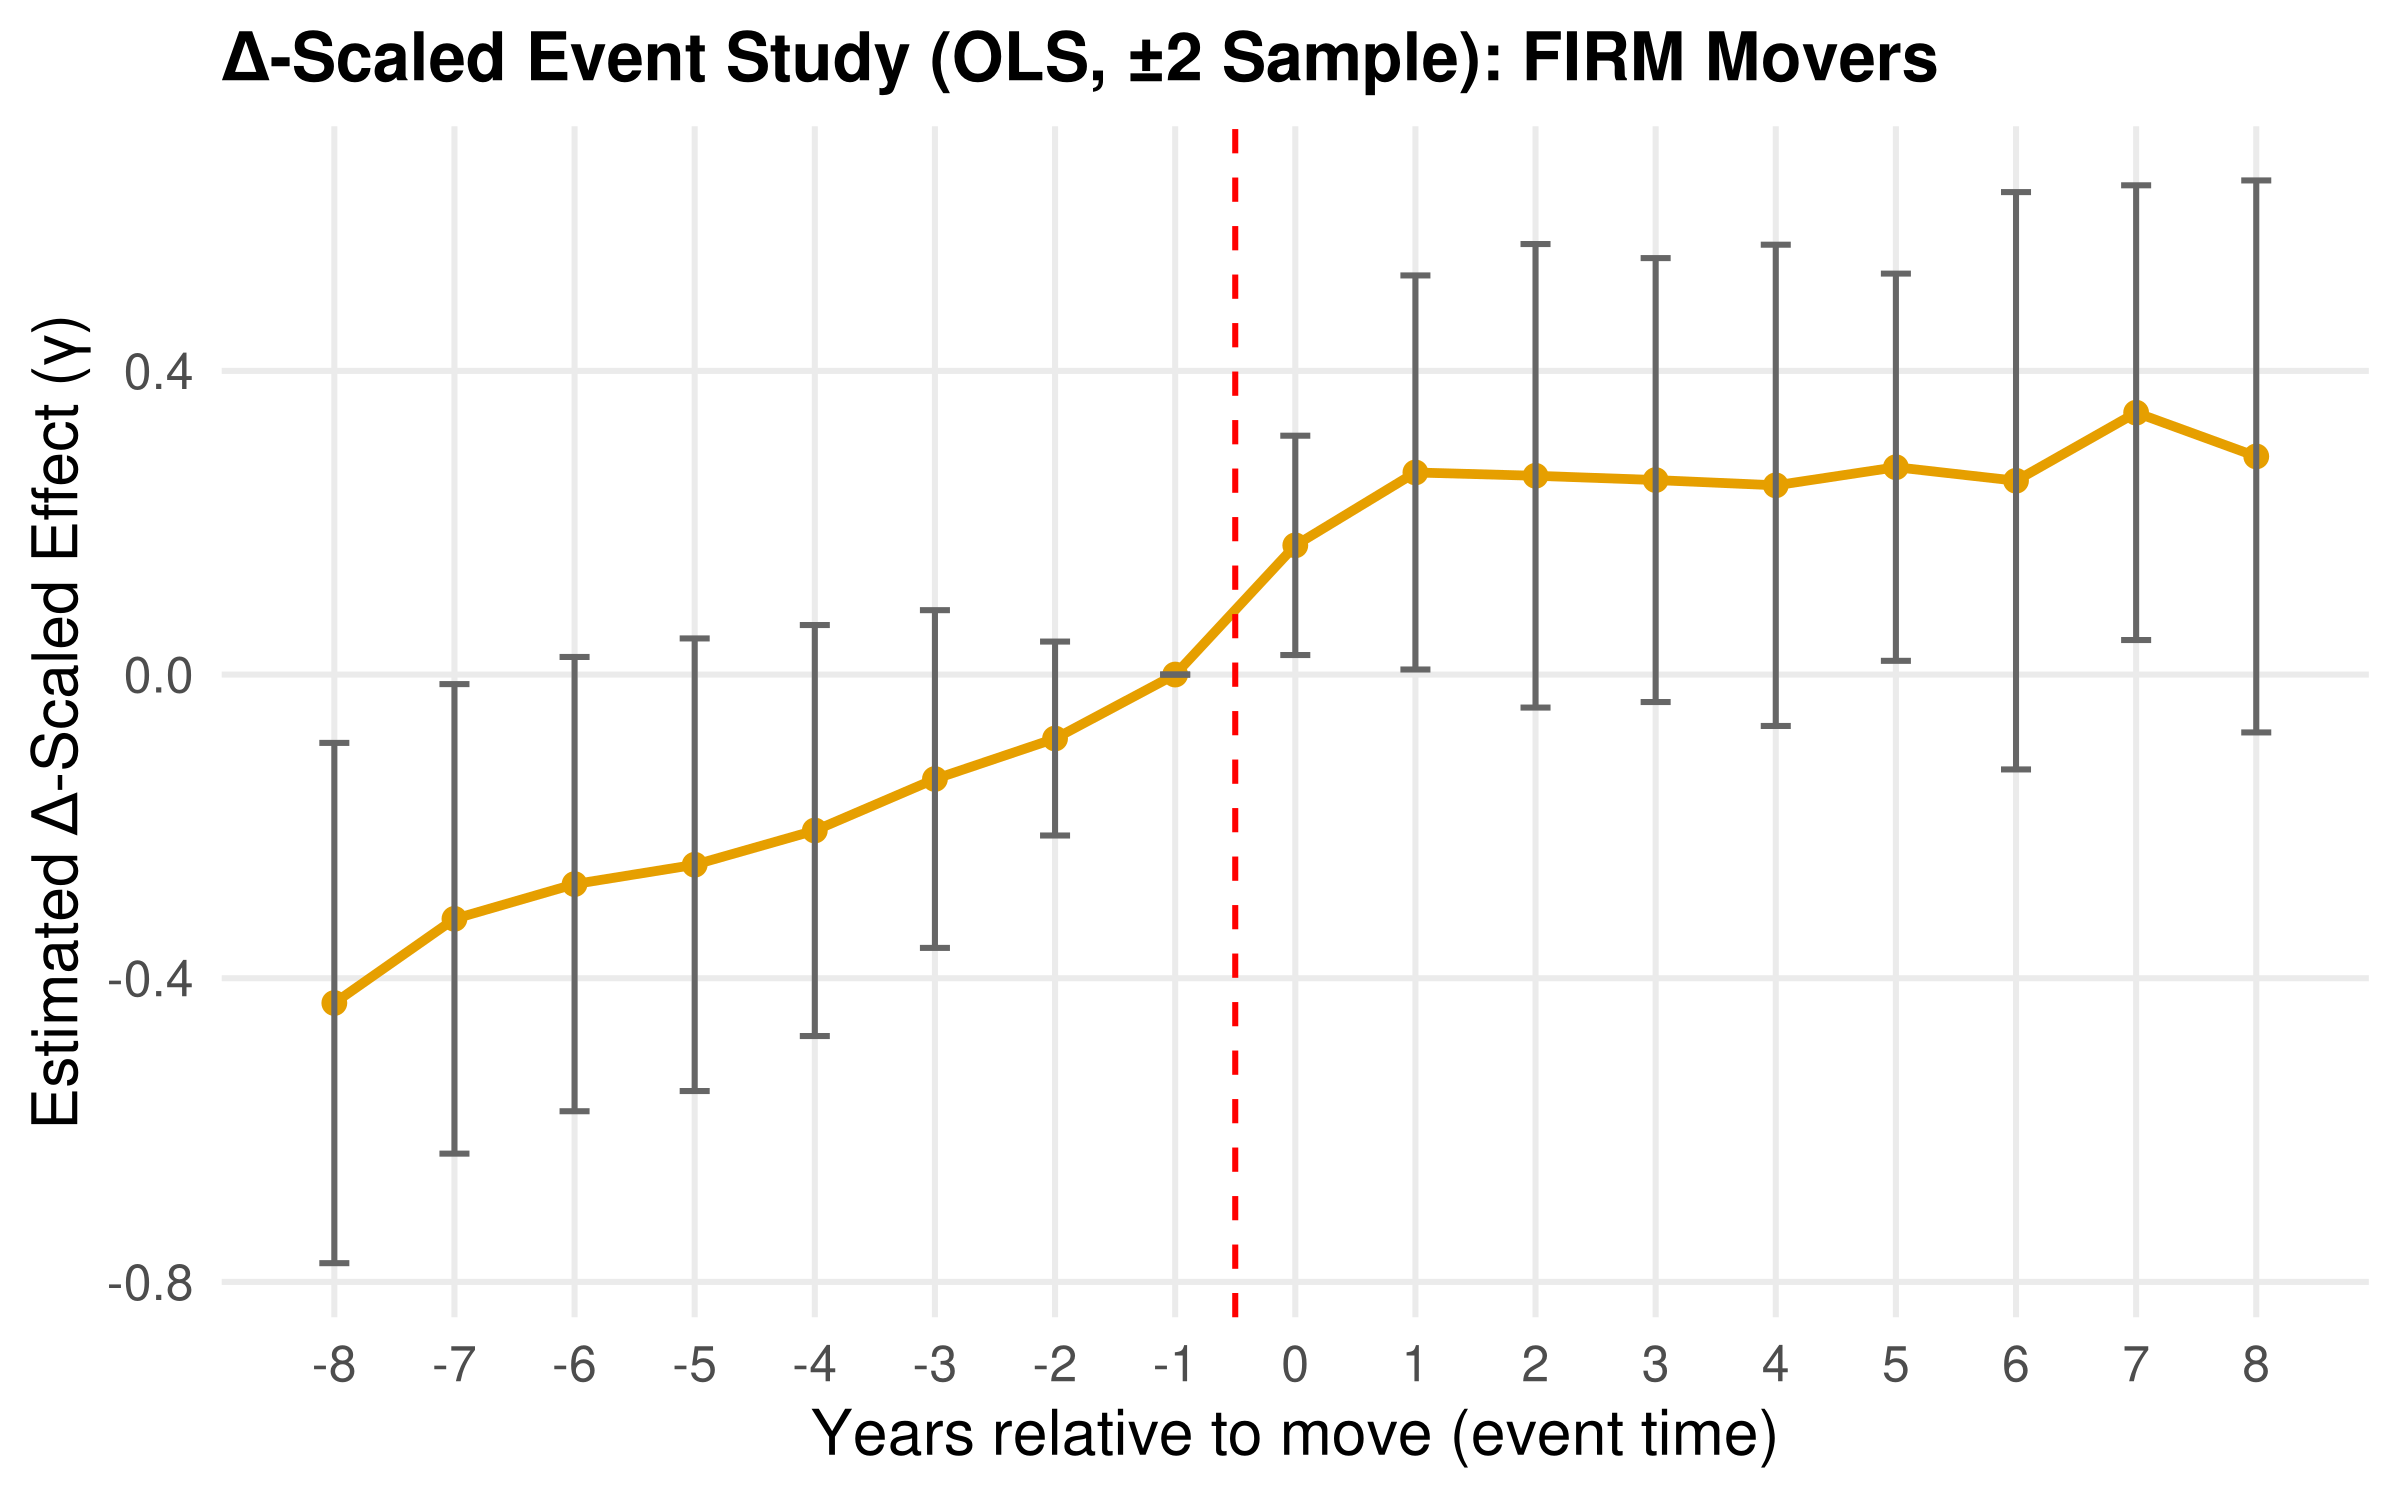 Δ-Scaled Event Study (OLS, ±2 Sample): FIRM Movers
Estimated Δ-Scaled Effect (γ)
0.4
0.0
-0.4
-0.8
-8 -7 -6 -5 -4 -3 -2 -1 0 1 2 3 4 5 6 7 8
Years relative to move (event time)